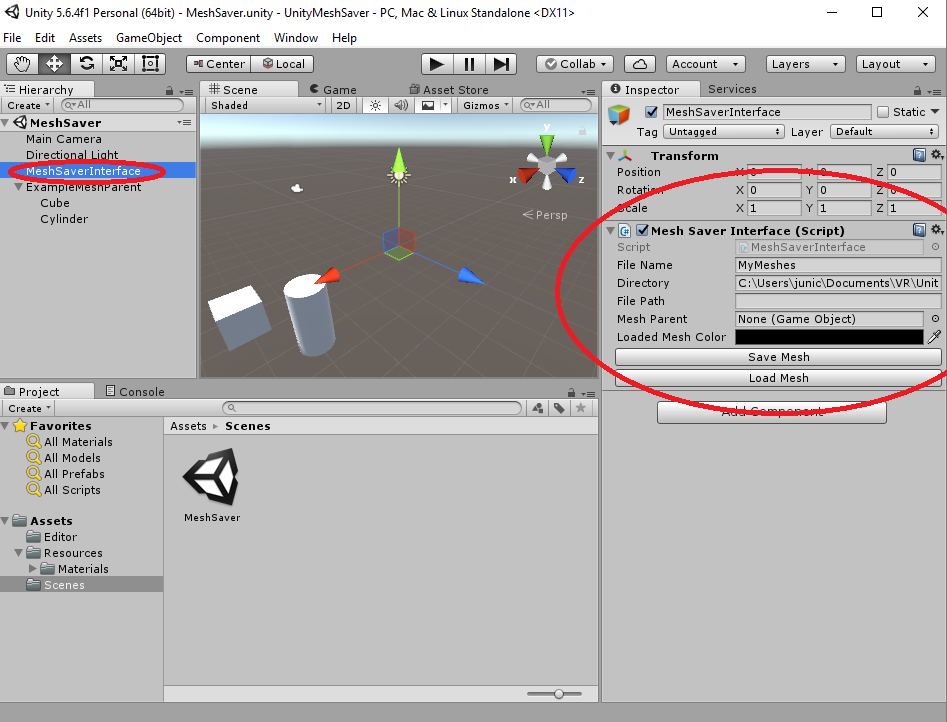 Unity 5.6.4f1 Personal (64bit) - MeshSaver.unity - UnityMeshSaver - PC, Mac & Linux Standalone <DX11>
File Edit Assets GameObject Component Window Help
Center Local Collab Account Layers Layout
Hierarchy
Create All
MeshSaver
Main Camera
Directional Light
MeshSaverInterface
ExampleMeshParent
Cube
Cylinder
Scene Game Asset Store
Shaded 2D Gizmos All
y
x z
Persp
Inspector Services
MeshSaverInterface Static
Tag Untagged Layer Default
Transform
Position X 0 Y 0 Z 0
Rotation X 0 Y 0 Z 0
Scale X 1 Y 1 Z 1
Mesh Saver Interface (Script)
Script MeshSaverInterface
File Name MyMeshes
Directory C:\Users\junic\Documents\VR\Unit
File Path
Mesh Parent None (Game Object)
Loaded Mesh Color
Save Mesh
Load Mesh
Add Component
Project Console
Create
Favorites
All Materials
All Models
All Prefabs
All Scripts
Assets
Editor
Resources
Materials
Scenes
Assets Scenes
MeshSaver